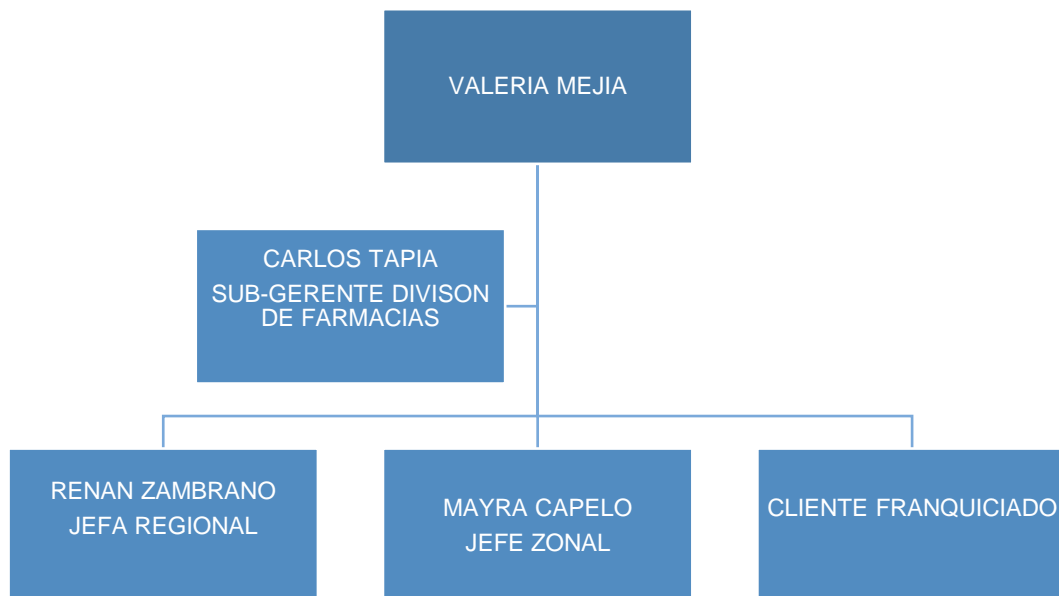 VALERIA MEJIA
CARLOS TAPIA
SUB-GERENTE DIVISON
DE FARMACIAS
RENAN ZAMBRANO
JEFA REGIONAL
MAYRA CAPELO
JEFE ZONAL
CLIENTE FRANQUICIADO